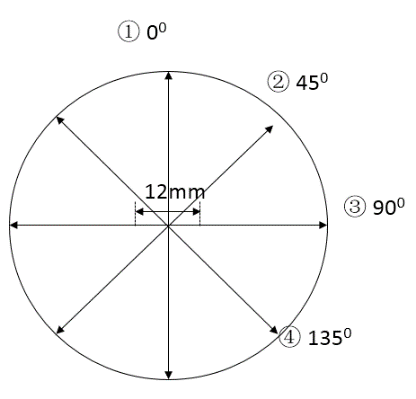 ① 0⁰
② 45⁰
12mm
③ 90⁰
④ 135⁰